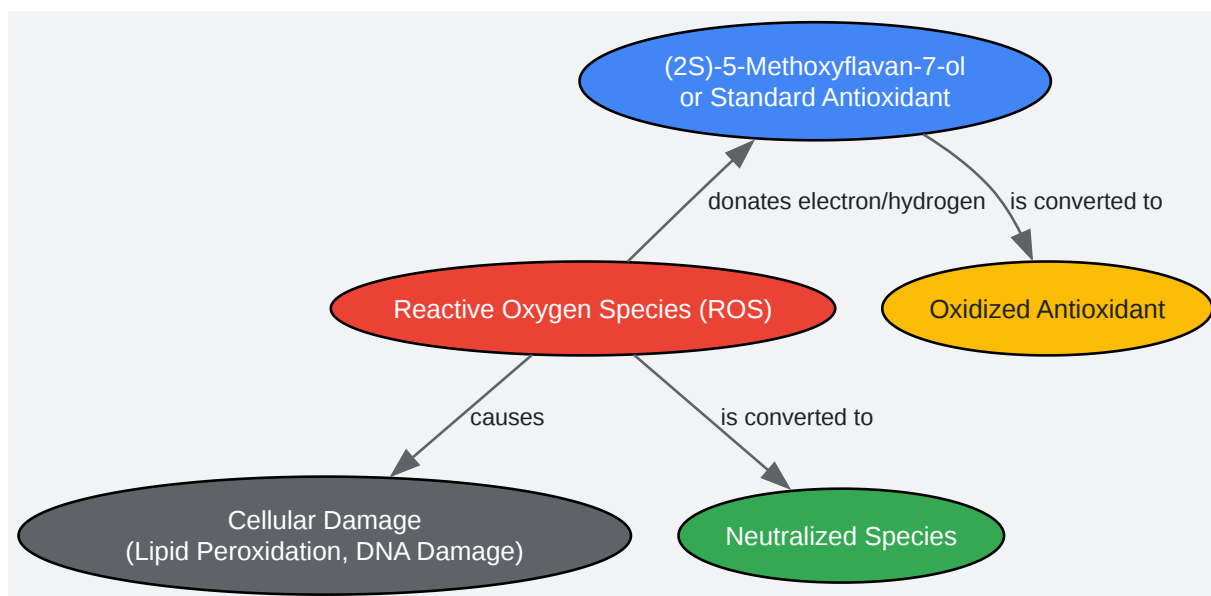 (2S)-5-Methoxyflavan-7-ol
or Standard Antioxidant
donates electron/hydrogen
is converted to
Reactive Oxygen Species (ROS)
Oxidized Antioxidant
causes
is converted to
Cellular Damage
(Lipid Peroxidation, DNA Damage)
Neutralized Species